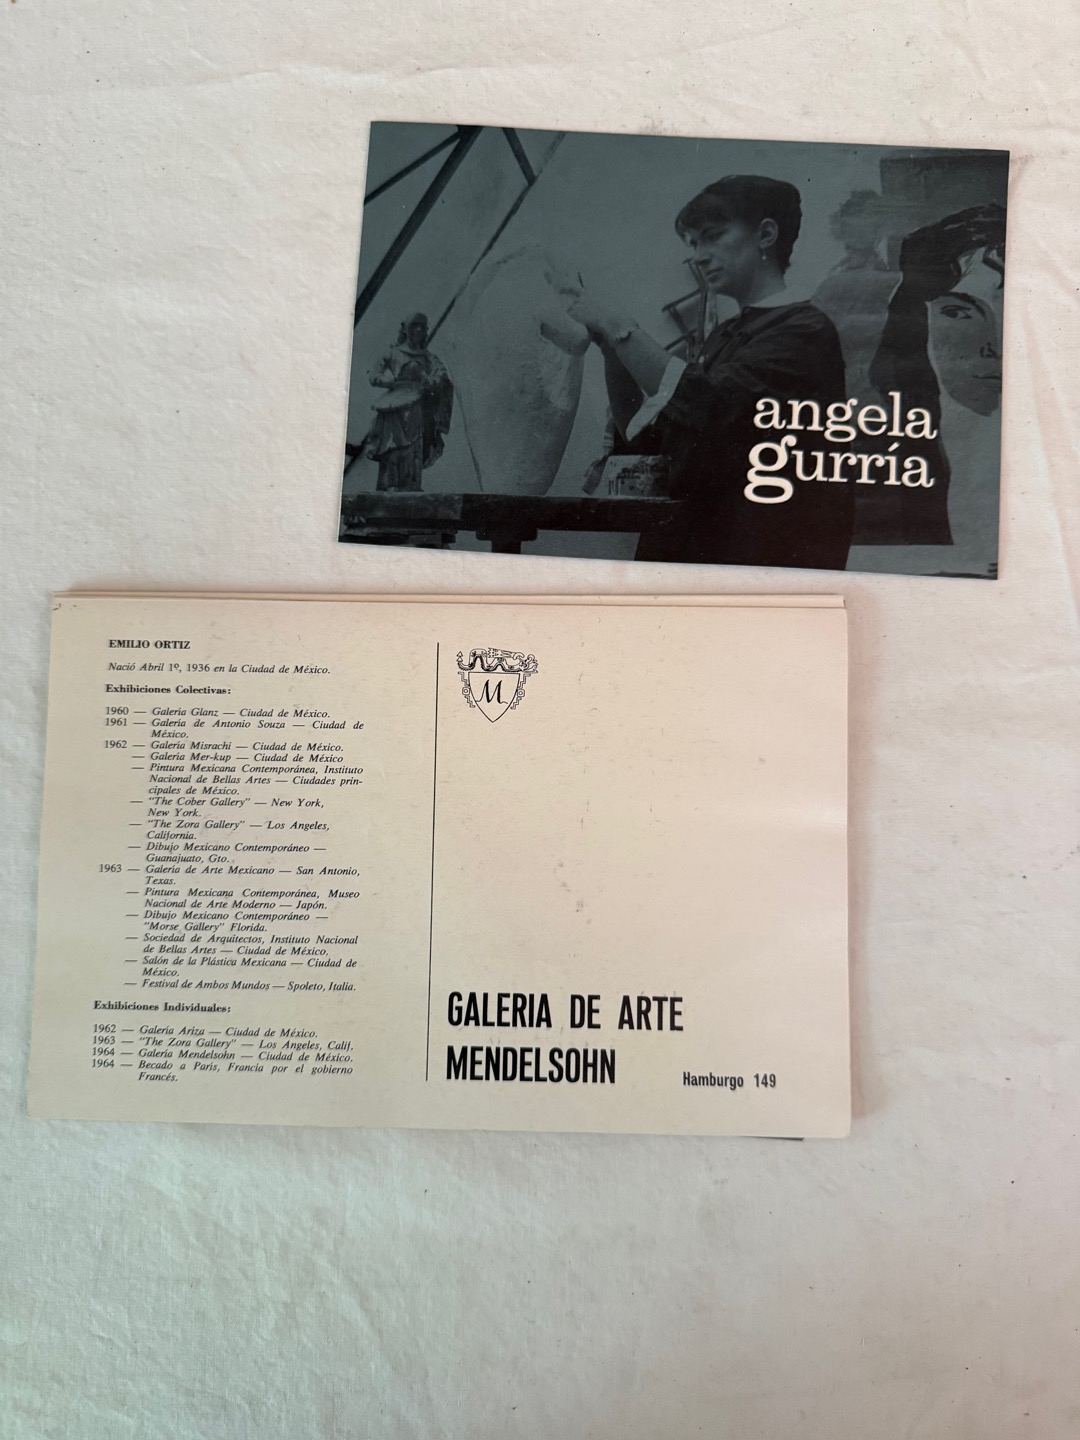 angela
gurría
EMILIO ORTIZ
Nació Abril 1º, 1936 en la Ciudad de México.
Exhibiciones Colectivas:
1960 — Galería Glanz — Ciudad de México.
1961 — Galería de Antonio Souza — Ciudad de
México.
1962 — Galería Misrachi — Ciudad de México.
— Galería Mer-kup — Ciudad de México
— Pintura Mexicana Contemporánea, Instituto
Nacional de Bellas Artes — Ciudades prin-
cipales de México.
— "The Cober Gallery" — New York,
New York.
— "The Zora Gallery" — Los Angeles,
California.
— Dibujo Mexicano Contemporáneo —
Guanajuato, Gto.
1963 — Galería de Arte Mexicano — San Antonio,
Texas.
— Pintura Mexicana Contemporánea, Museo
Nacional de Arte Moderno — Japón.
— Dibujo Mexicano Contemporáneo —
"Morse Gallery" Florida.
— Sociedad de Arquitectos, Instituto Nacional
de Bellas Artes — Ciudad de México.
— Salón de la Plástica Mexicana — Ciudad de
México.
— Festival de Ambos Mundos — Spoleto, Italia.
Exhibiciones Individuales:
1962 — Galería Ariza — Ciudad de México.
1963 — "The Zora Gallery" — Los Angeles, Calif.
1964 — Galería Mendelsohn — Ciudad de México.
1964 — Becado a París, Francia por el gobierno
Francés.
M
GALERIA DE ARTE
MENDELSOHN
Hamburgo 149